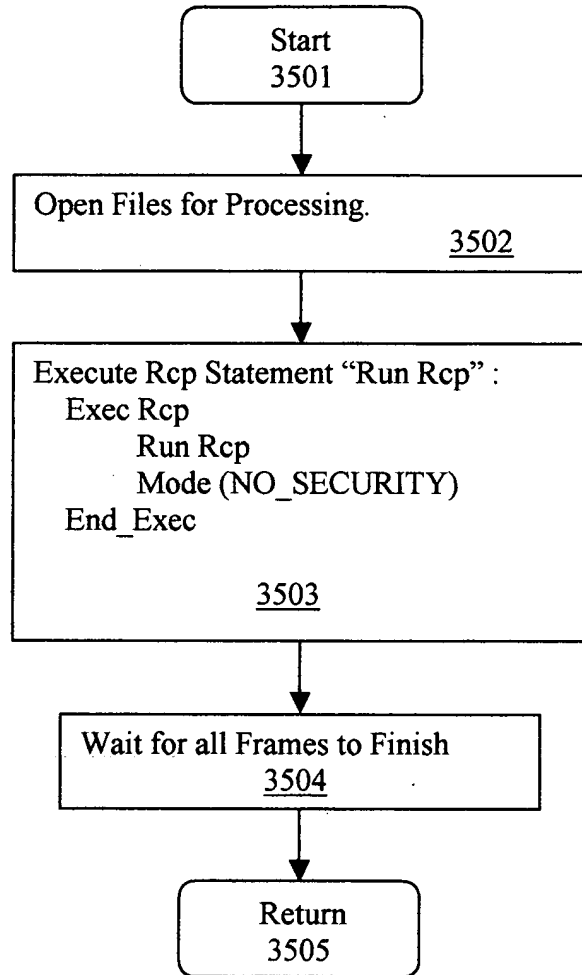 Start
3501
Open Files for Processing.
3502
Execute Rcp Statement “Run Rcp” :
Exec Rcp
Run Rcp
Mode (NO_SECURITY)
End_Exec
3503
Wait for all Frames to Finish
3504
Return
3505